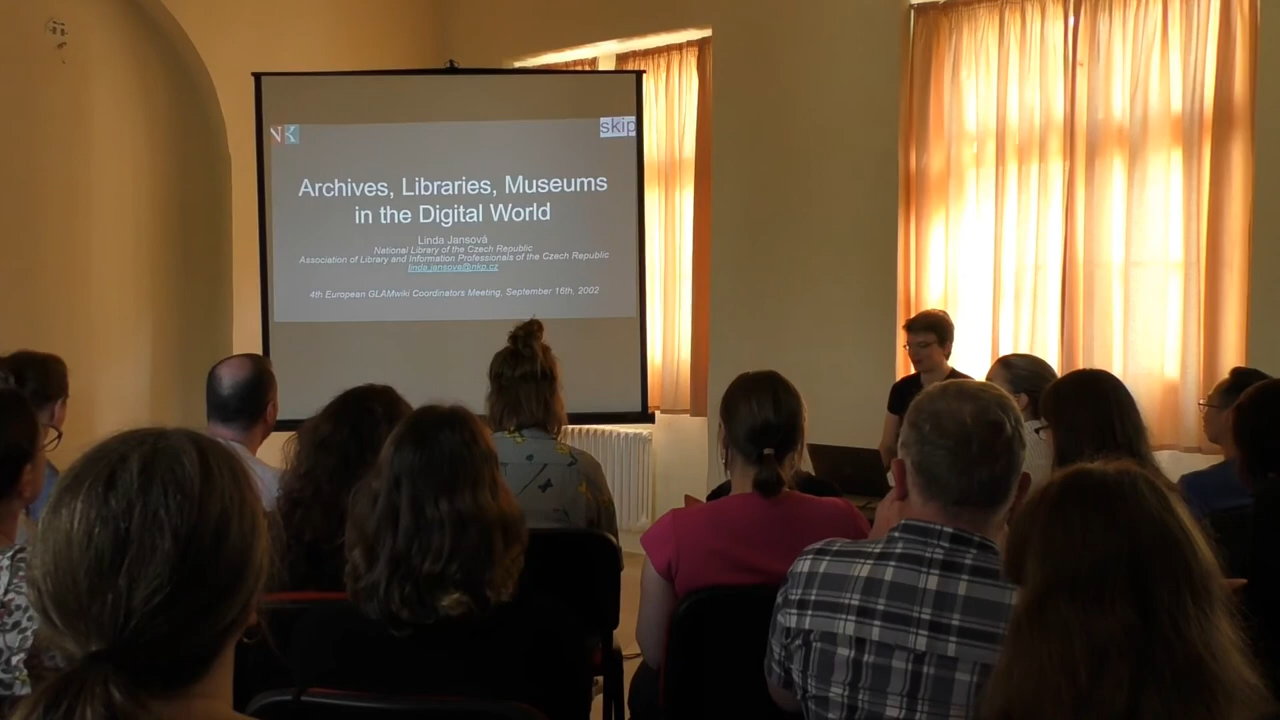 NK
skip
Archives, Libraries, Museums
in the Digital World
Linda Jansová
National Library of the Czech Republic
Association of Library and Information Professionals of the Czech Republic
linda.jansova@nkp.cz
4th European GLAMwiki Coordinators Meeting, September 16th, 2002